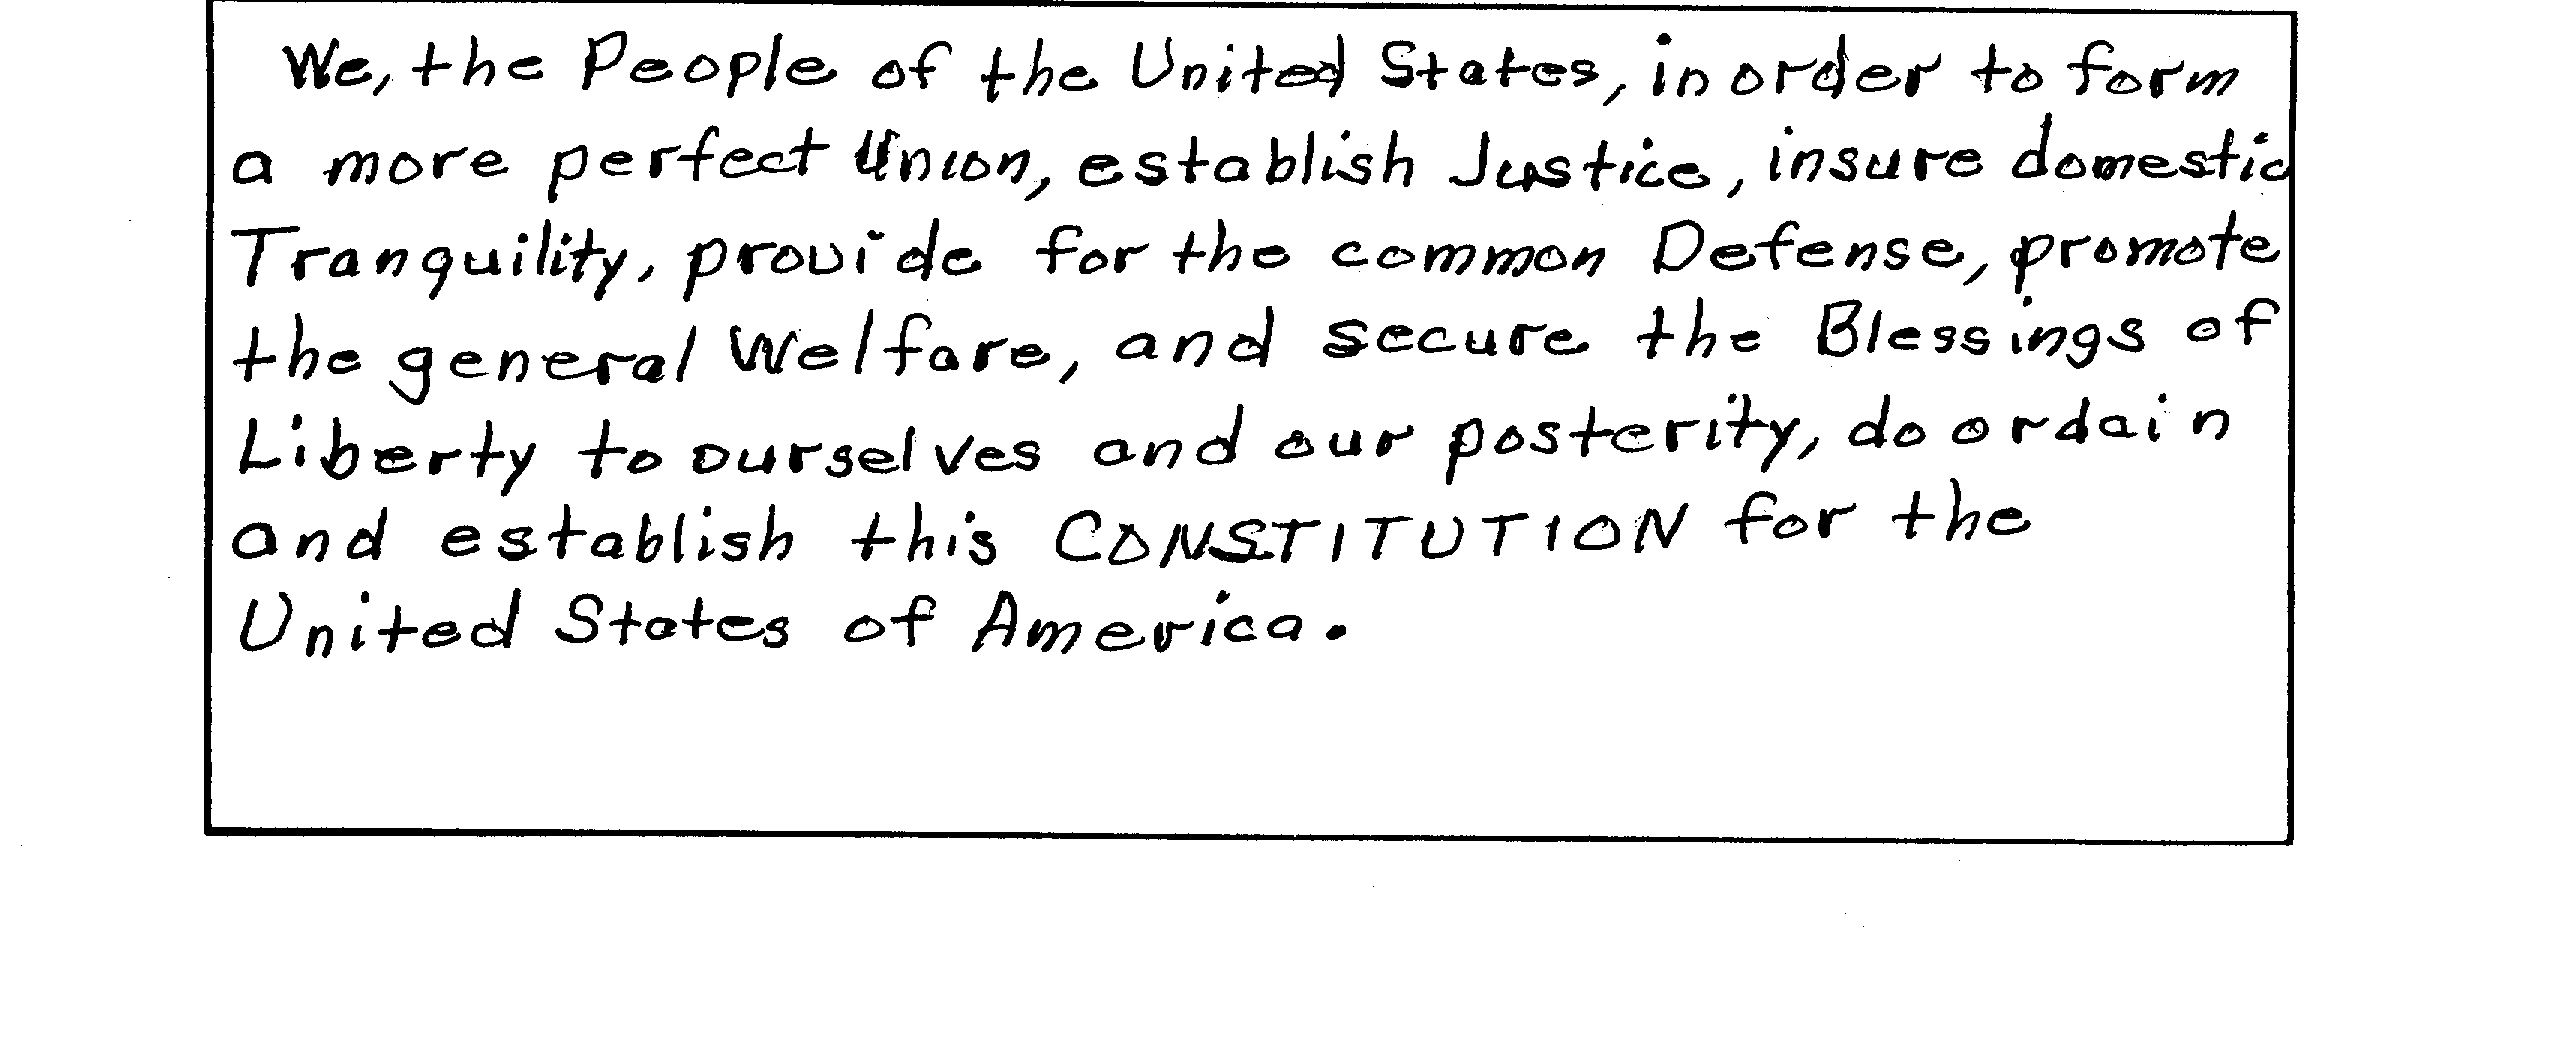 We, the People of the United States, in order to form
a more perfect Union, establish Justice, insure domestic
Tranquility, provide for the common Defense, promote
the general Welfare, and secure the Blessings of
Liberty to ourselves and our posterity, do ordain
and establish this CONSTITUTION for the
United States of America.